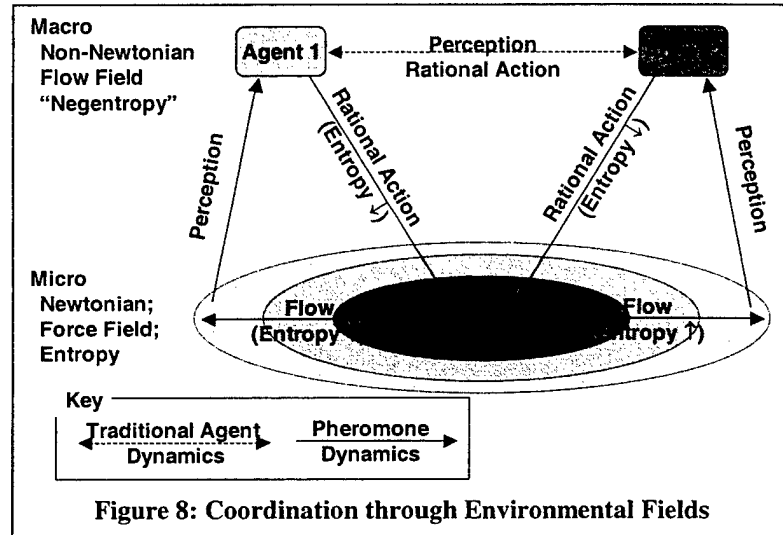 Macro
Non-Newtonian
Flow Field
“Negentropy”
Agent 1
Perception
Rational Action
Rational Action
(Entropy ↓)
Rational Action
(Entropy ↓)
Perception
Perception
Micro
Newtonian;
Force Field;
Entropy
Flow
(Entropy
Flow
ntropy ↑)
Key
Traditional Agent
Dynamics
Pheromone
Dynamics
Figure 8: Coordination through Environmental Fields